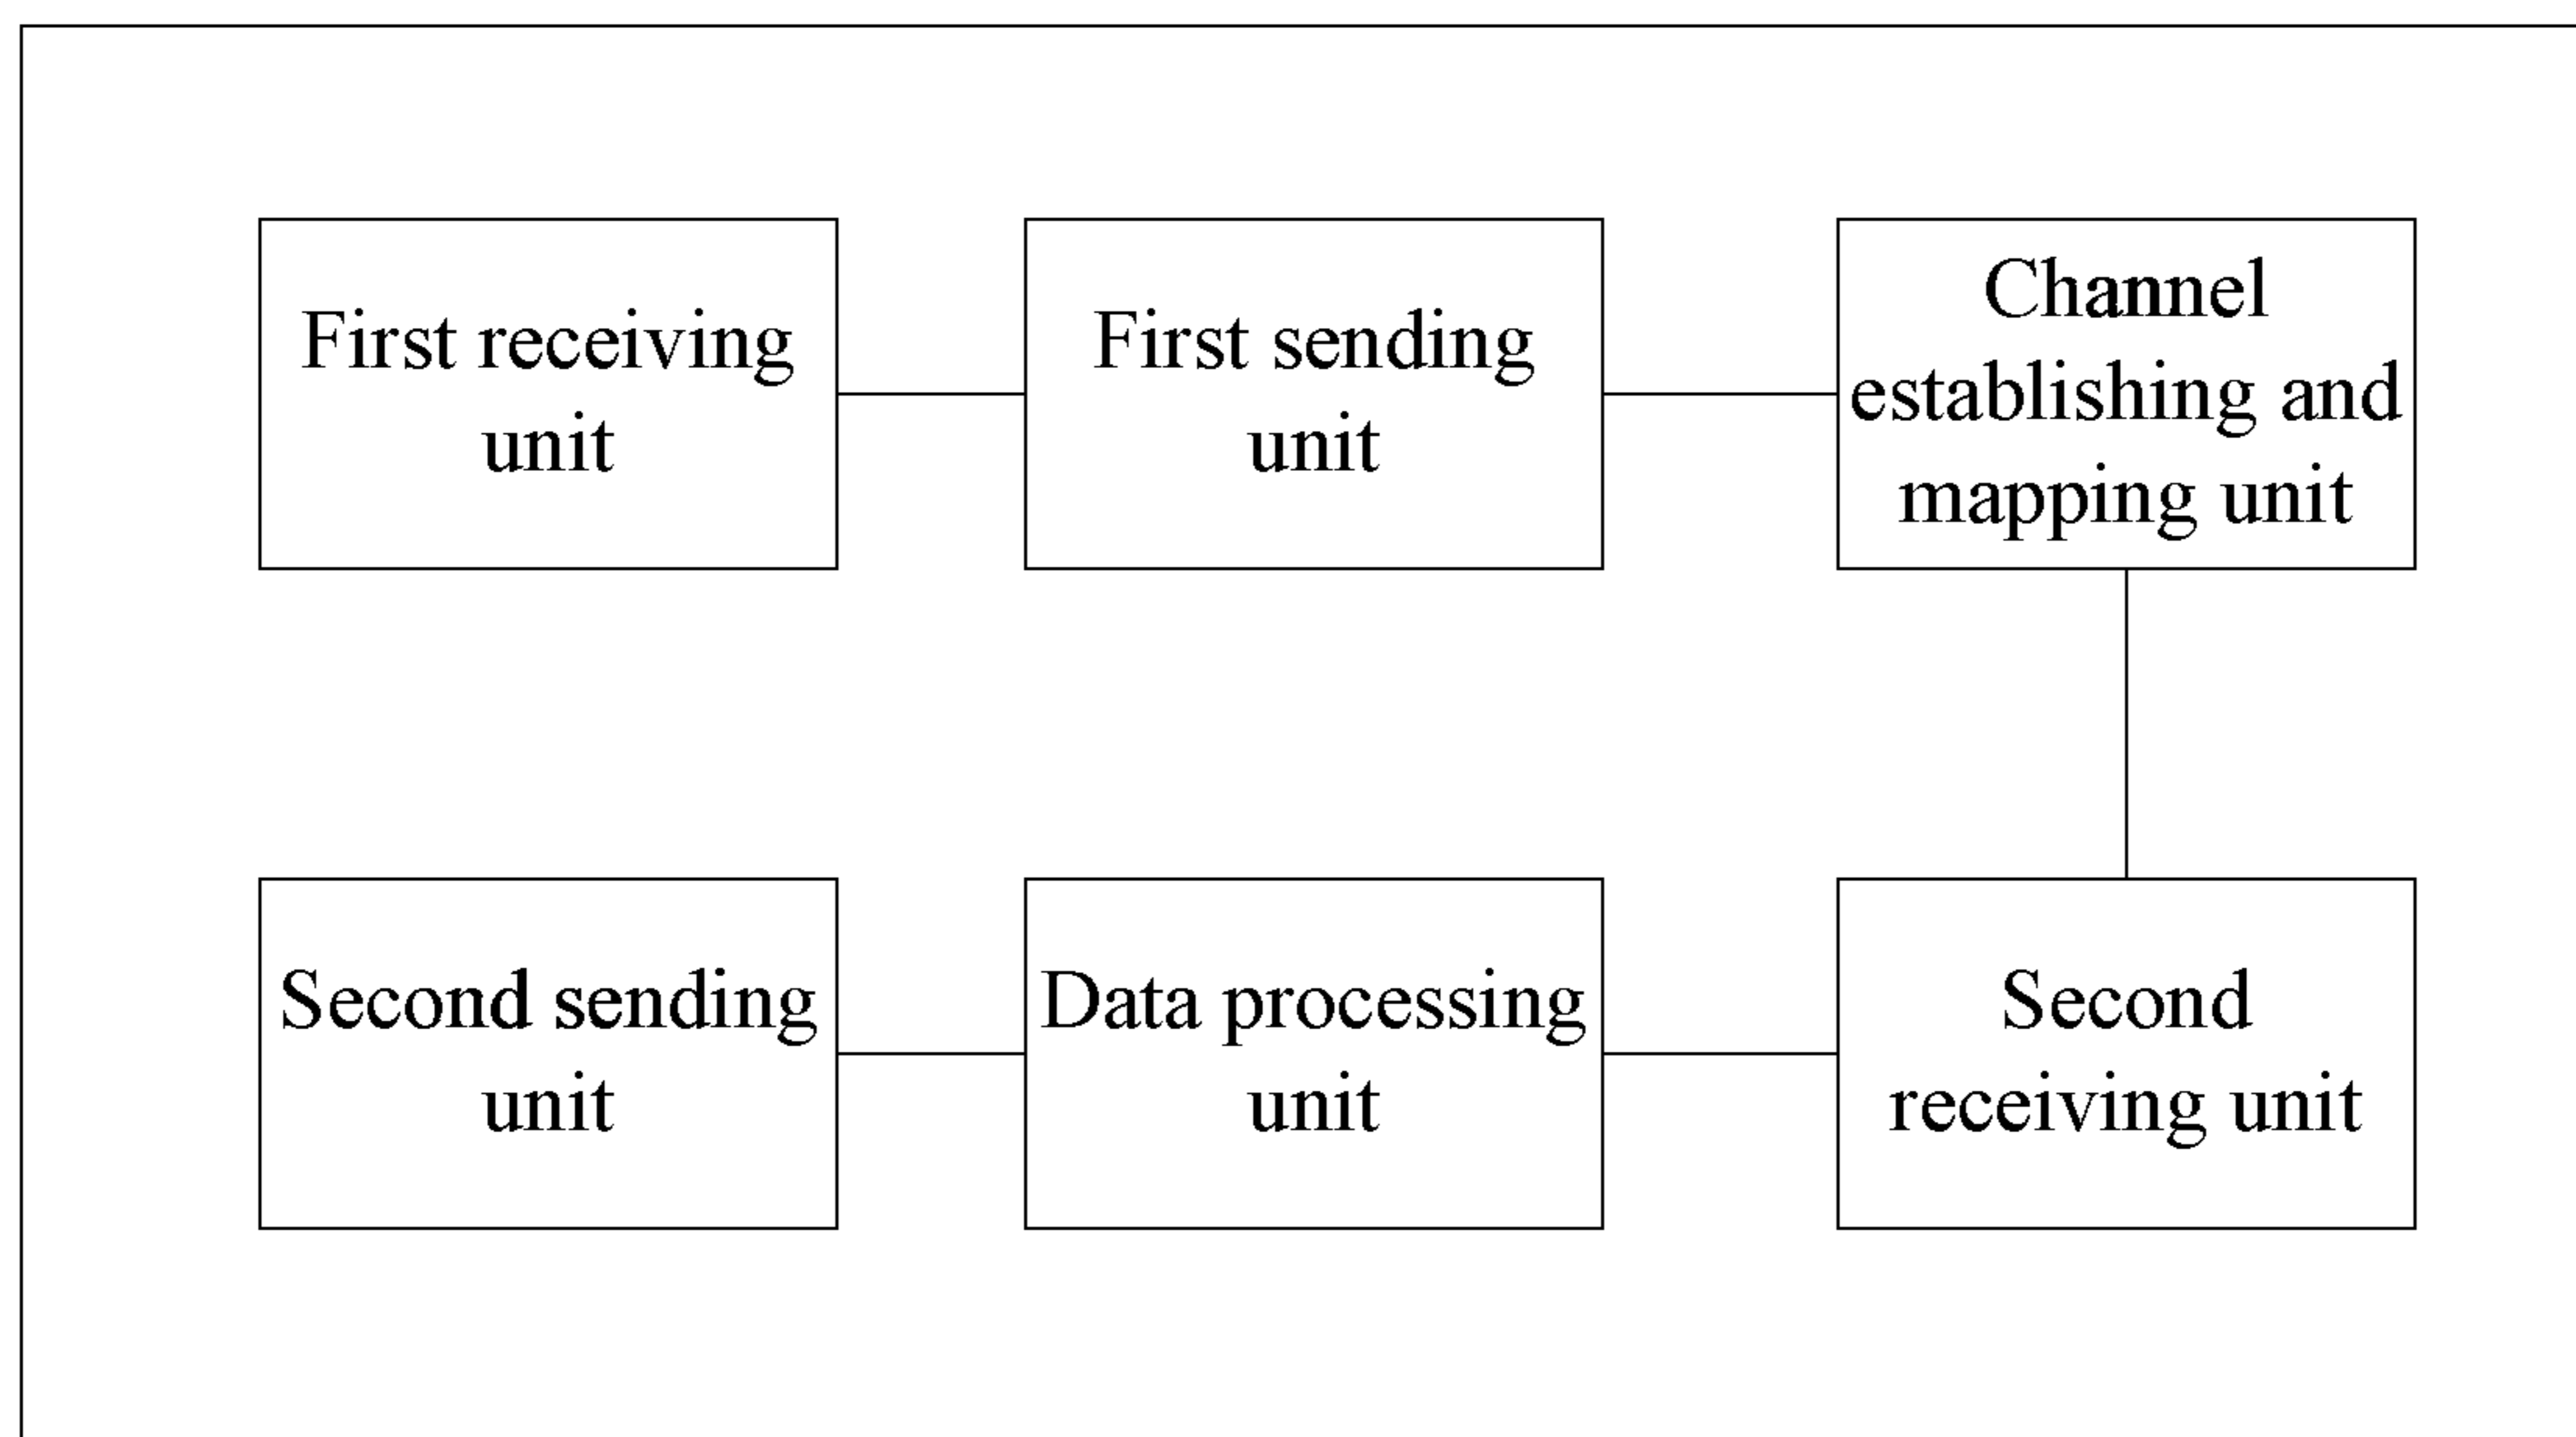 First receiving
unit
First sending
unit
Channel
establishing and
mapping unit
Second sending
unit
Data processing
unit
Second
receiving unit